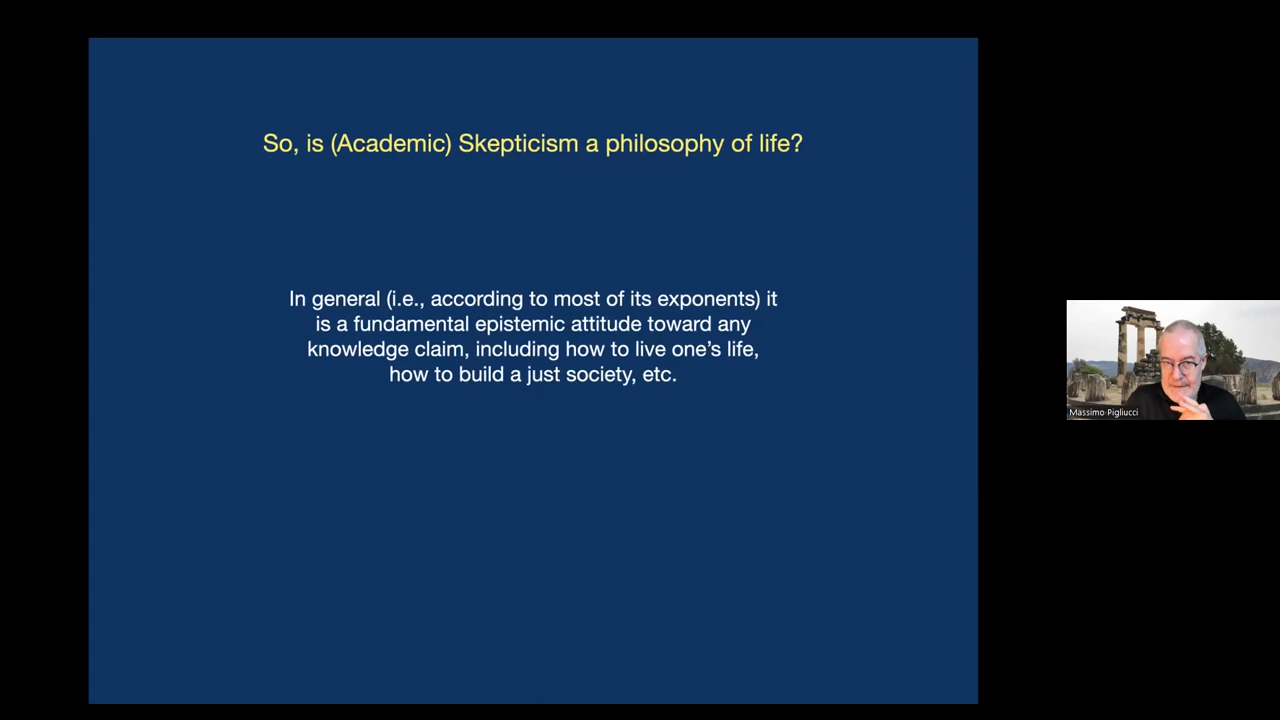 So, is (Academic) Skepticism a philosophy of life?
In general (i.e., according to most of its exponents) it
is a fundamental epistemic attitude toward any
knowledge claim, including how to live one's life,
how to build a just society, etc.
Massimo Pigliucci